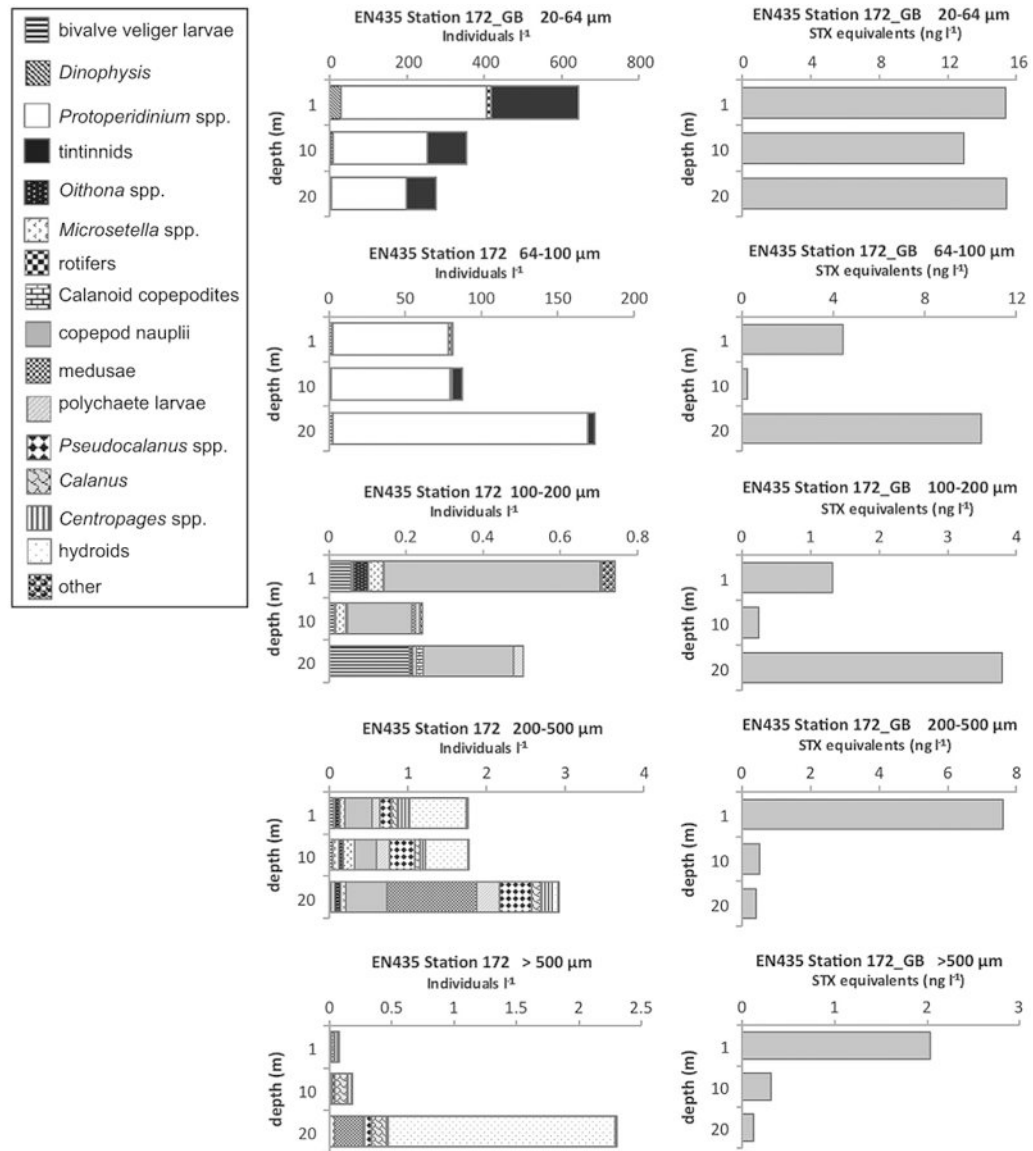 bivalve veliger larvae
Dinophysis
Protoperidinium spp.
tintinnids
Oithona spp.
Microsetella spp.
rotifers
Calanoid copepodites
copepod nauplii
medusae
polychaete larvae
Pseudocalanus spp.
Calanus
Centropages spp.
hydroids
other
EN435 Station 172_GB 20-64 µm
Individuals l⁻¹
0 200 400 600 800
depth (m)
1
10
20
EN435 Station 172_GB 20-64 µm
STX equivalents (ng l⁻¹)
0 4 8 12 16
depth (m)
1
10
20
EN435 Station 172 64-100 µm
Individuals l⁻¹
0 50 100 150 200
depth (m)
1
10
20
EN435 Station 172_GB 64-100 µm
STX equivalents (ng l⁻¹)
0 4 8 12
depth (m)
1
10
20
EN435 Station 172 100-200 µm
Individuals l⁻¹
0 0.2 0.4 0.6 0.8
depth (m)
1
10
20
EN435 Station 172_GB 100-200 µm
STX equivalents (ng l⁻¹)
0 1 2 3 4
depth (m)
1
10
20
EN435 Station 172 200-500 µm
Individuals l⁻¹
0 1 2 3 4
depth (m)
1
10
20
EN435 Station 172_GB 200-500 µm
STX equivalents (ng l⁻¹)
0 2 4 6 8
depth (m)
1
10
20
EN435 Station 172 > 500 µm
Individuals l⁻¹
0 0.5 1 1.5 2 2.5
depth (m)
1
10
20
EN435 Station 172_GB >500 µm
STX equivalents (ng l⁻¹)
0 1 2 3
depth (m)
1
10
20